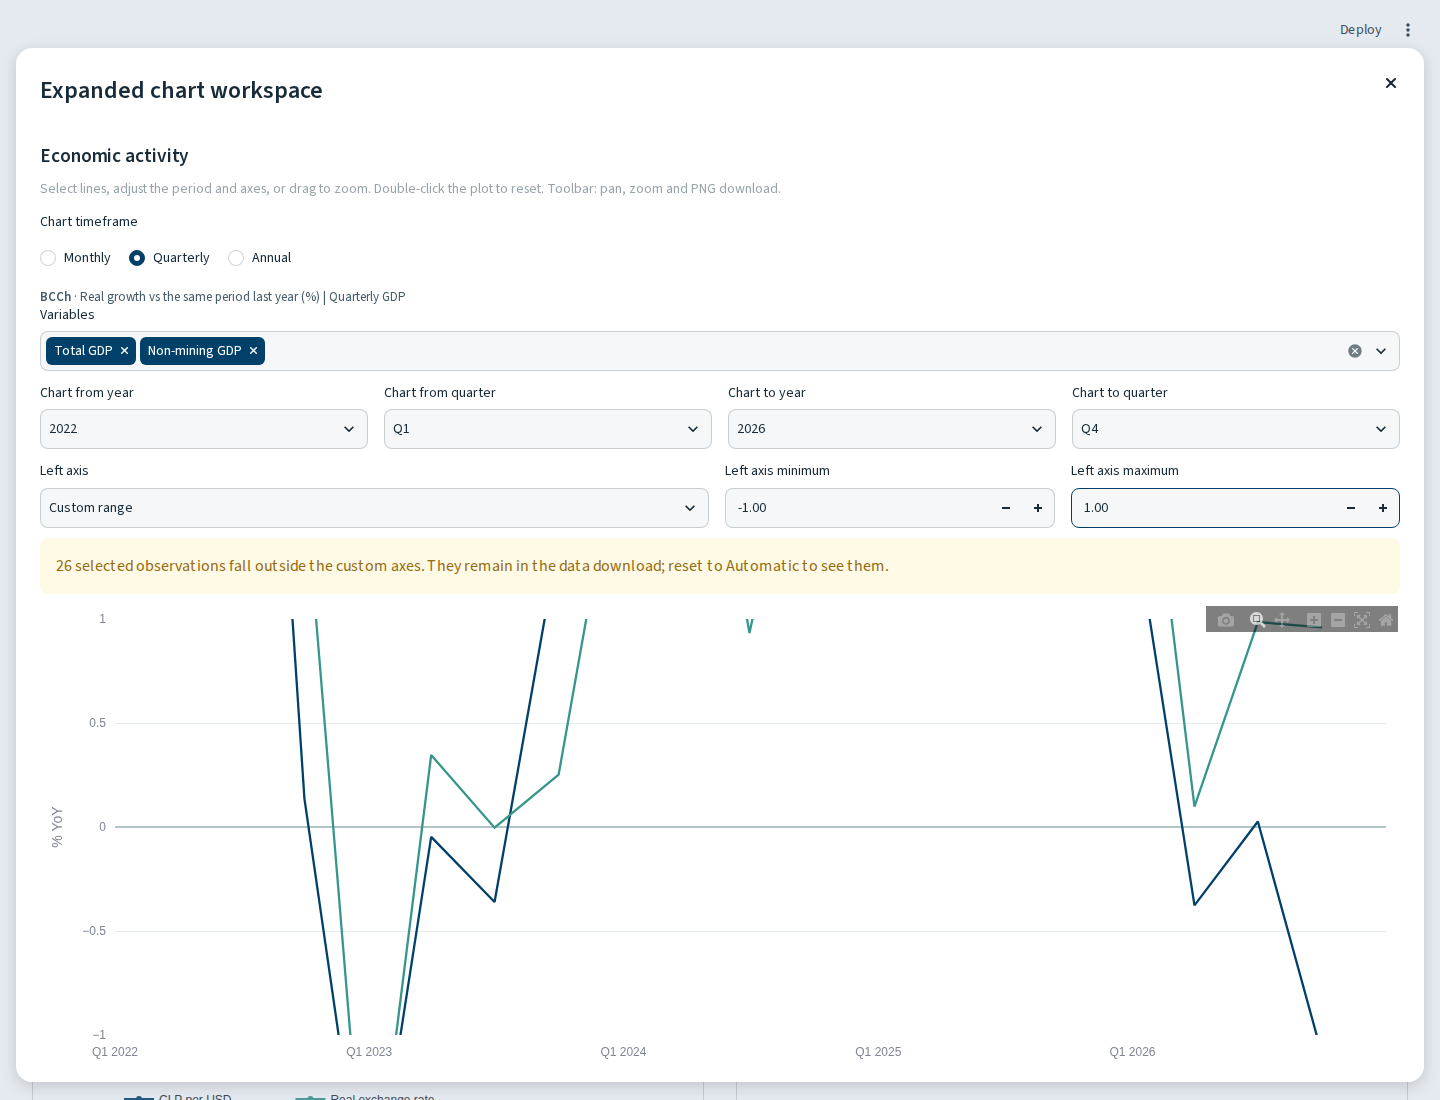 Deploy
Expanded chart workspace
Economic activity
Select lines, adjust the period and axes, or drag to zoom. Double-click the plot to reset. Toolbar: pan, zoom and PNG download.
Chart timeframe
Monthly Quarterly Annual
BCCh · Real growth vs the same period last year (%) | Quarterly GDP
Variables
Total GDP Non-mining GDP
Chart from year Chart from quarter Chart to year Chart to quarter
2022 Q1 2026 Q4
Left axis Left axis minimum Left axis maximum
Custom range -1.00 1.00
26 selected observations fall outside the custom axes. They remain in the data download; reset to Automatic to see them.
1
0.5
0
−0.5
−1
% YoY
Q1 2022 Q1 2023 Q1 2024 Q1 2025 Q1 2026
CLP per USD Real exchange rate